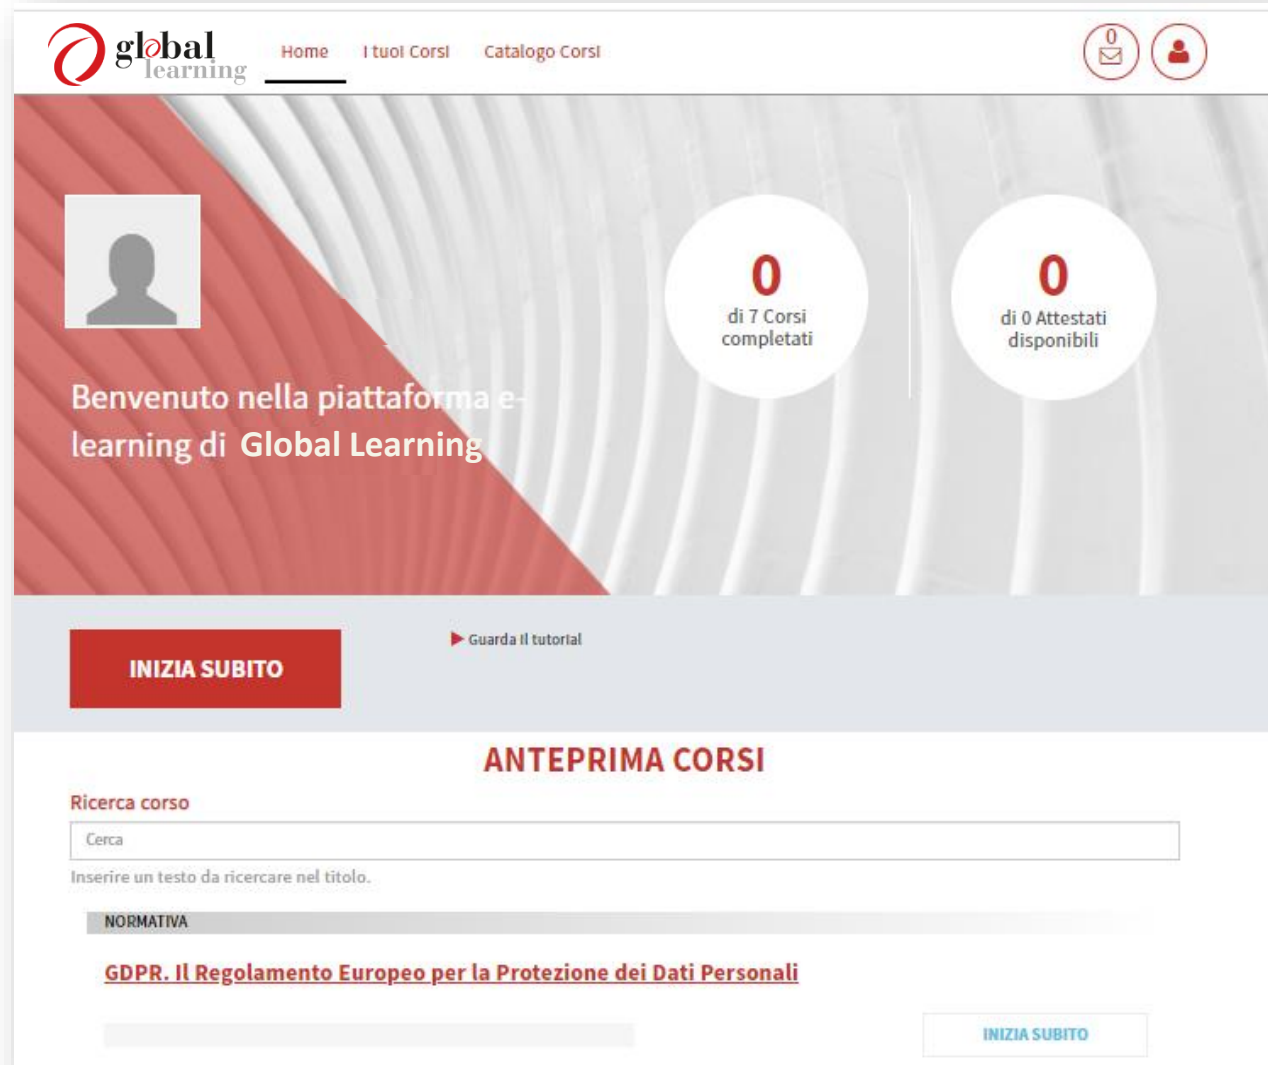 global
learning
Home I tuoi Corsi Catalogo Corsi
0
0
di 7 Corsi
completati
0
di 0 Attestati
disponibili
Benvenuto nella piattaforma e-
learning di Global Learning
INIZIA SUBITO
Guarda il tutorial
ANTEPRIMA CORSI
Ricerca corso
Cerca
Inserire un testo da ricercare nel titolo.
NORMATIVA
GDPR. Il Regolamento Europeo per la Protezione dei Dati Personali
INIZIA SUBITO